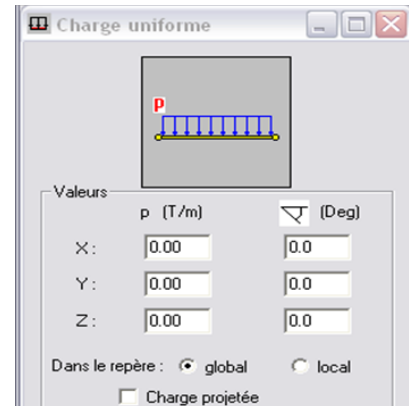 Charge uniforme
p
Valeurs
p (T/m) (Deg)
X : 0.00 0.0
Y : 0.00 0.0
Z : 0.00 0.0
Dans le repère : global local
Charge projetée